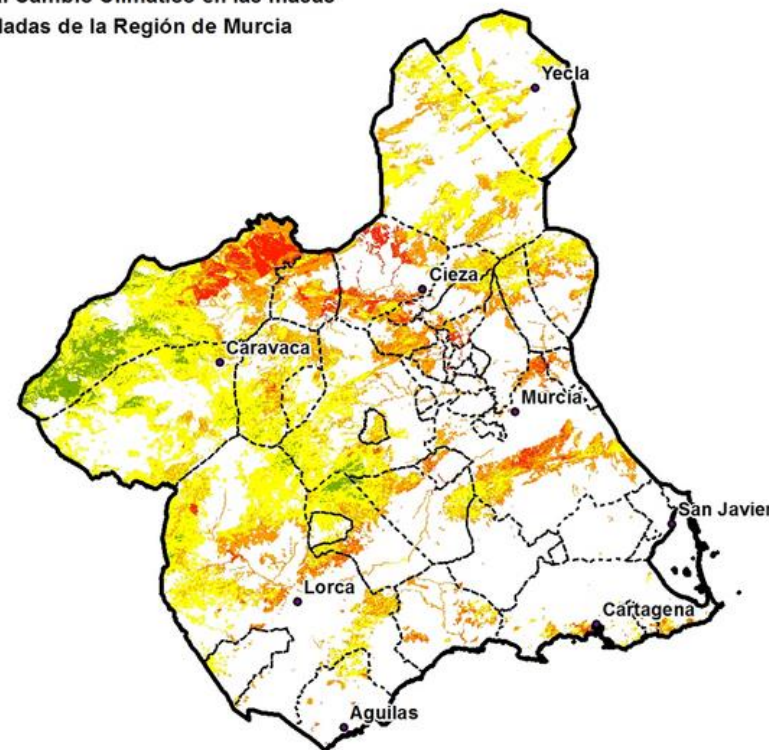 Cambio Climático en las masas
de la Región de Murcia
Yecla
Cieza
Caravaca
Murcia
San Javier
Lorca
Cartagena
Aguilas